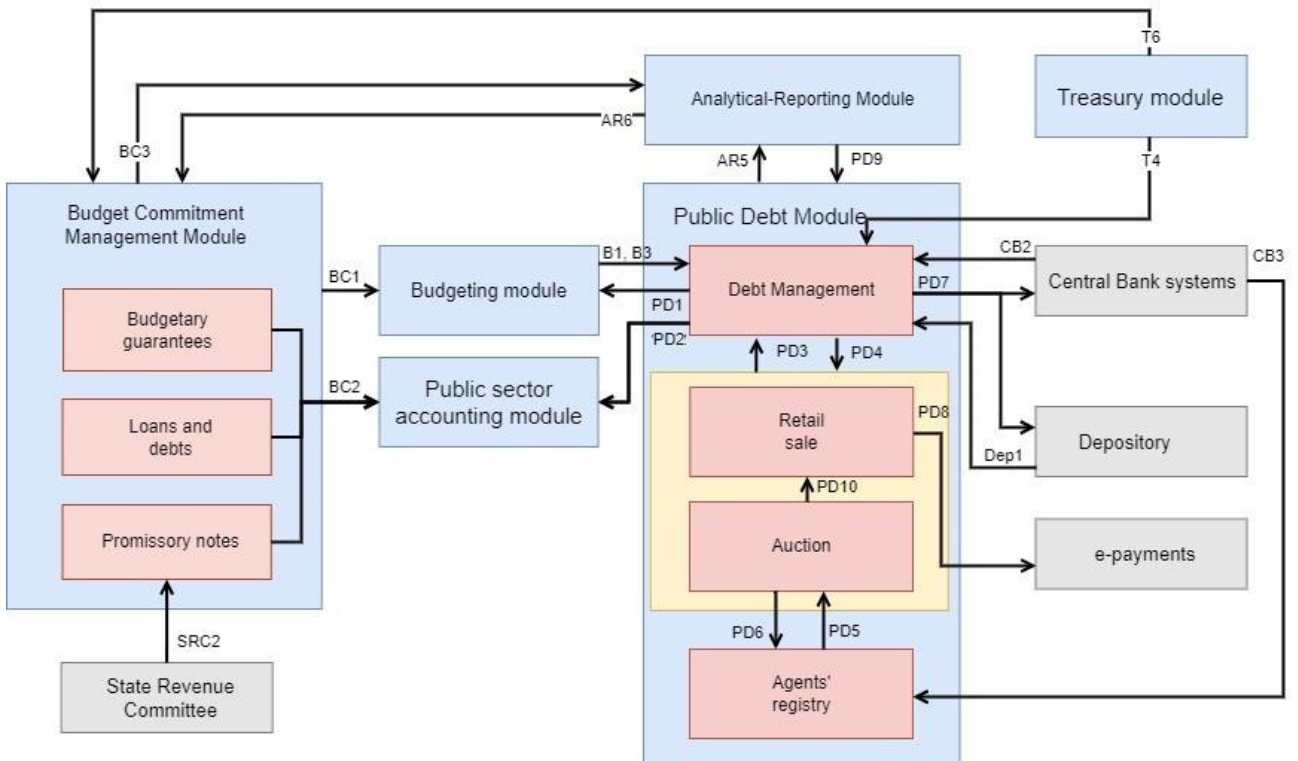 T6
Analytical-Reporting Module
Treasury module
AR6
BC3
AR5
PD9
T4
Budget Commitment
Management Module
Public Debt Module
B1, B3
CB2
CB3
BC1
Budgeting module
PD1
Debt Management
PD7
Central Bank systems
Budgetary
guarantees
'PD2'
PD3
PD4
BC2
Public sector
accounting module
Retail
sale
PD8
Loans and
debts
Depository
Dep1
PD10
Promissory notes
Auction
e-payments
SRC2
PD6
PD5
State Revenue
Committee
Agents'
registry